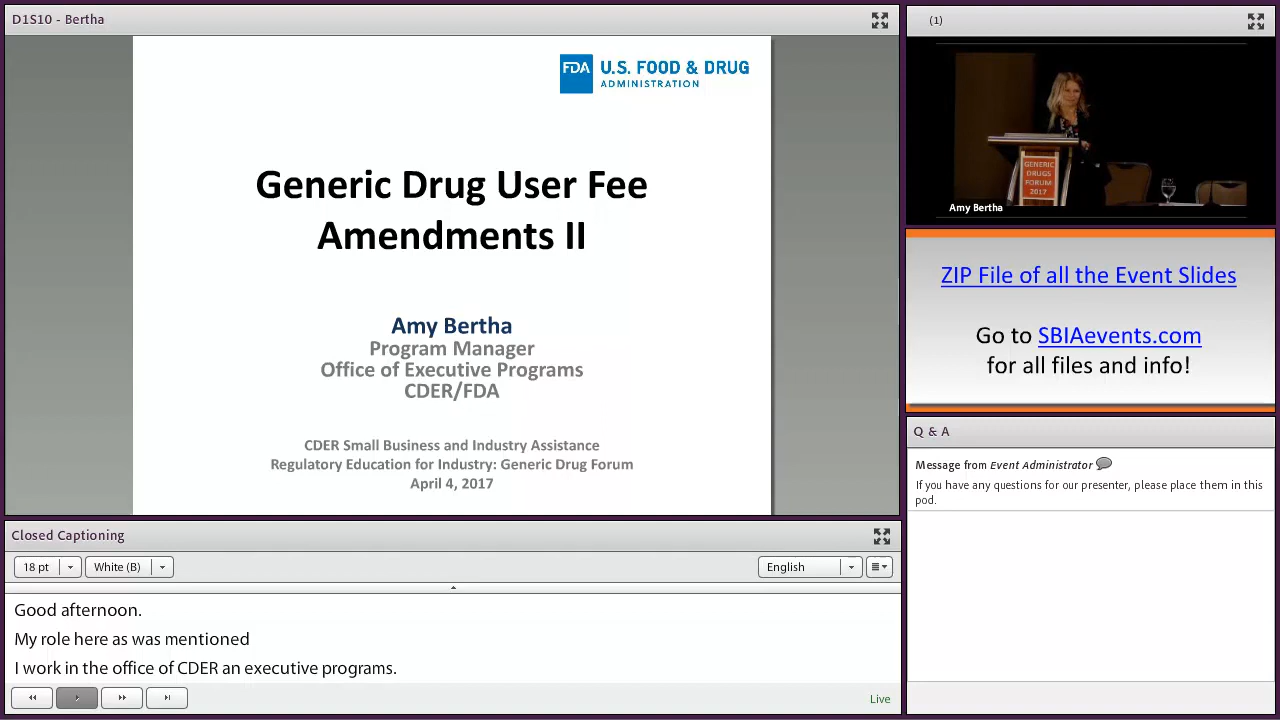 D1S10 - Bertha
FDA
U.S. FOOD & DRUG
ADMINISTRATION
Generic Drug User Fee
Amendments II
Amy Bertha
Program Manager
Office of Executive Programs
CDER/FDA
CDER Small Business and Industry Assistance
Regulatory Education for Industry: Generic Drug Forum
April 4, 2017
Closed Captioning
18 pt
White (B)
English
Good afternoon.
My role here as was mentioned
I work in the office of CDER an executive programs.
Live
(1)
GENERIC
DRUGS
FORUM
2017
Amy Bertha
ZIP File of all the Event Slides
Go to SBIAevents.com
for all files and info!
Q & A
Message from Event Administrator
If you have any questions for our presenter, please place them in this
pod.